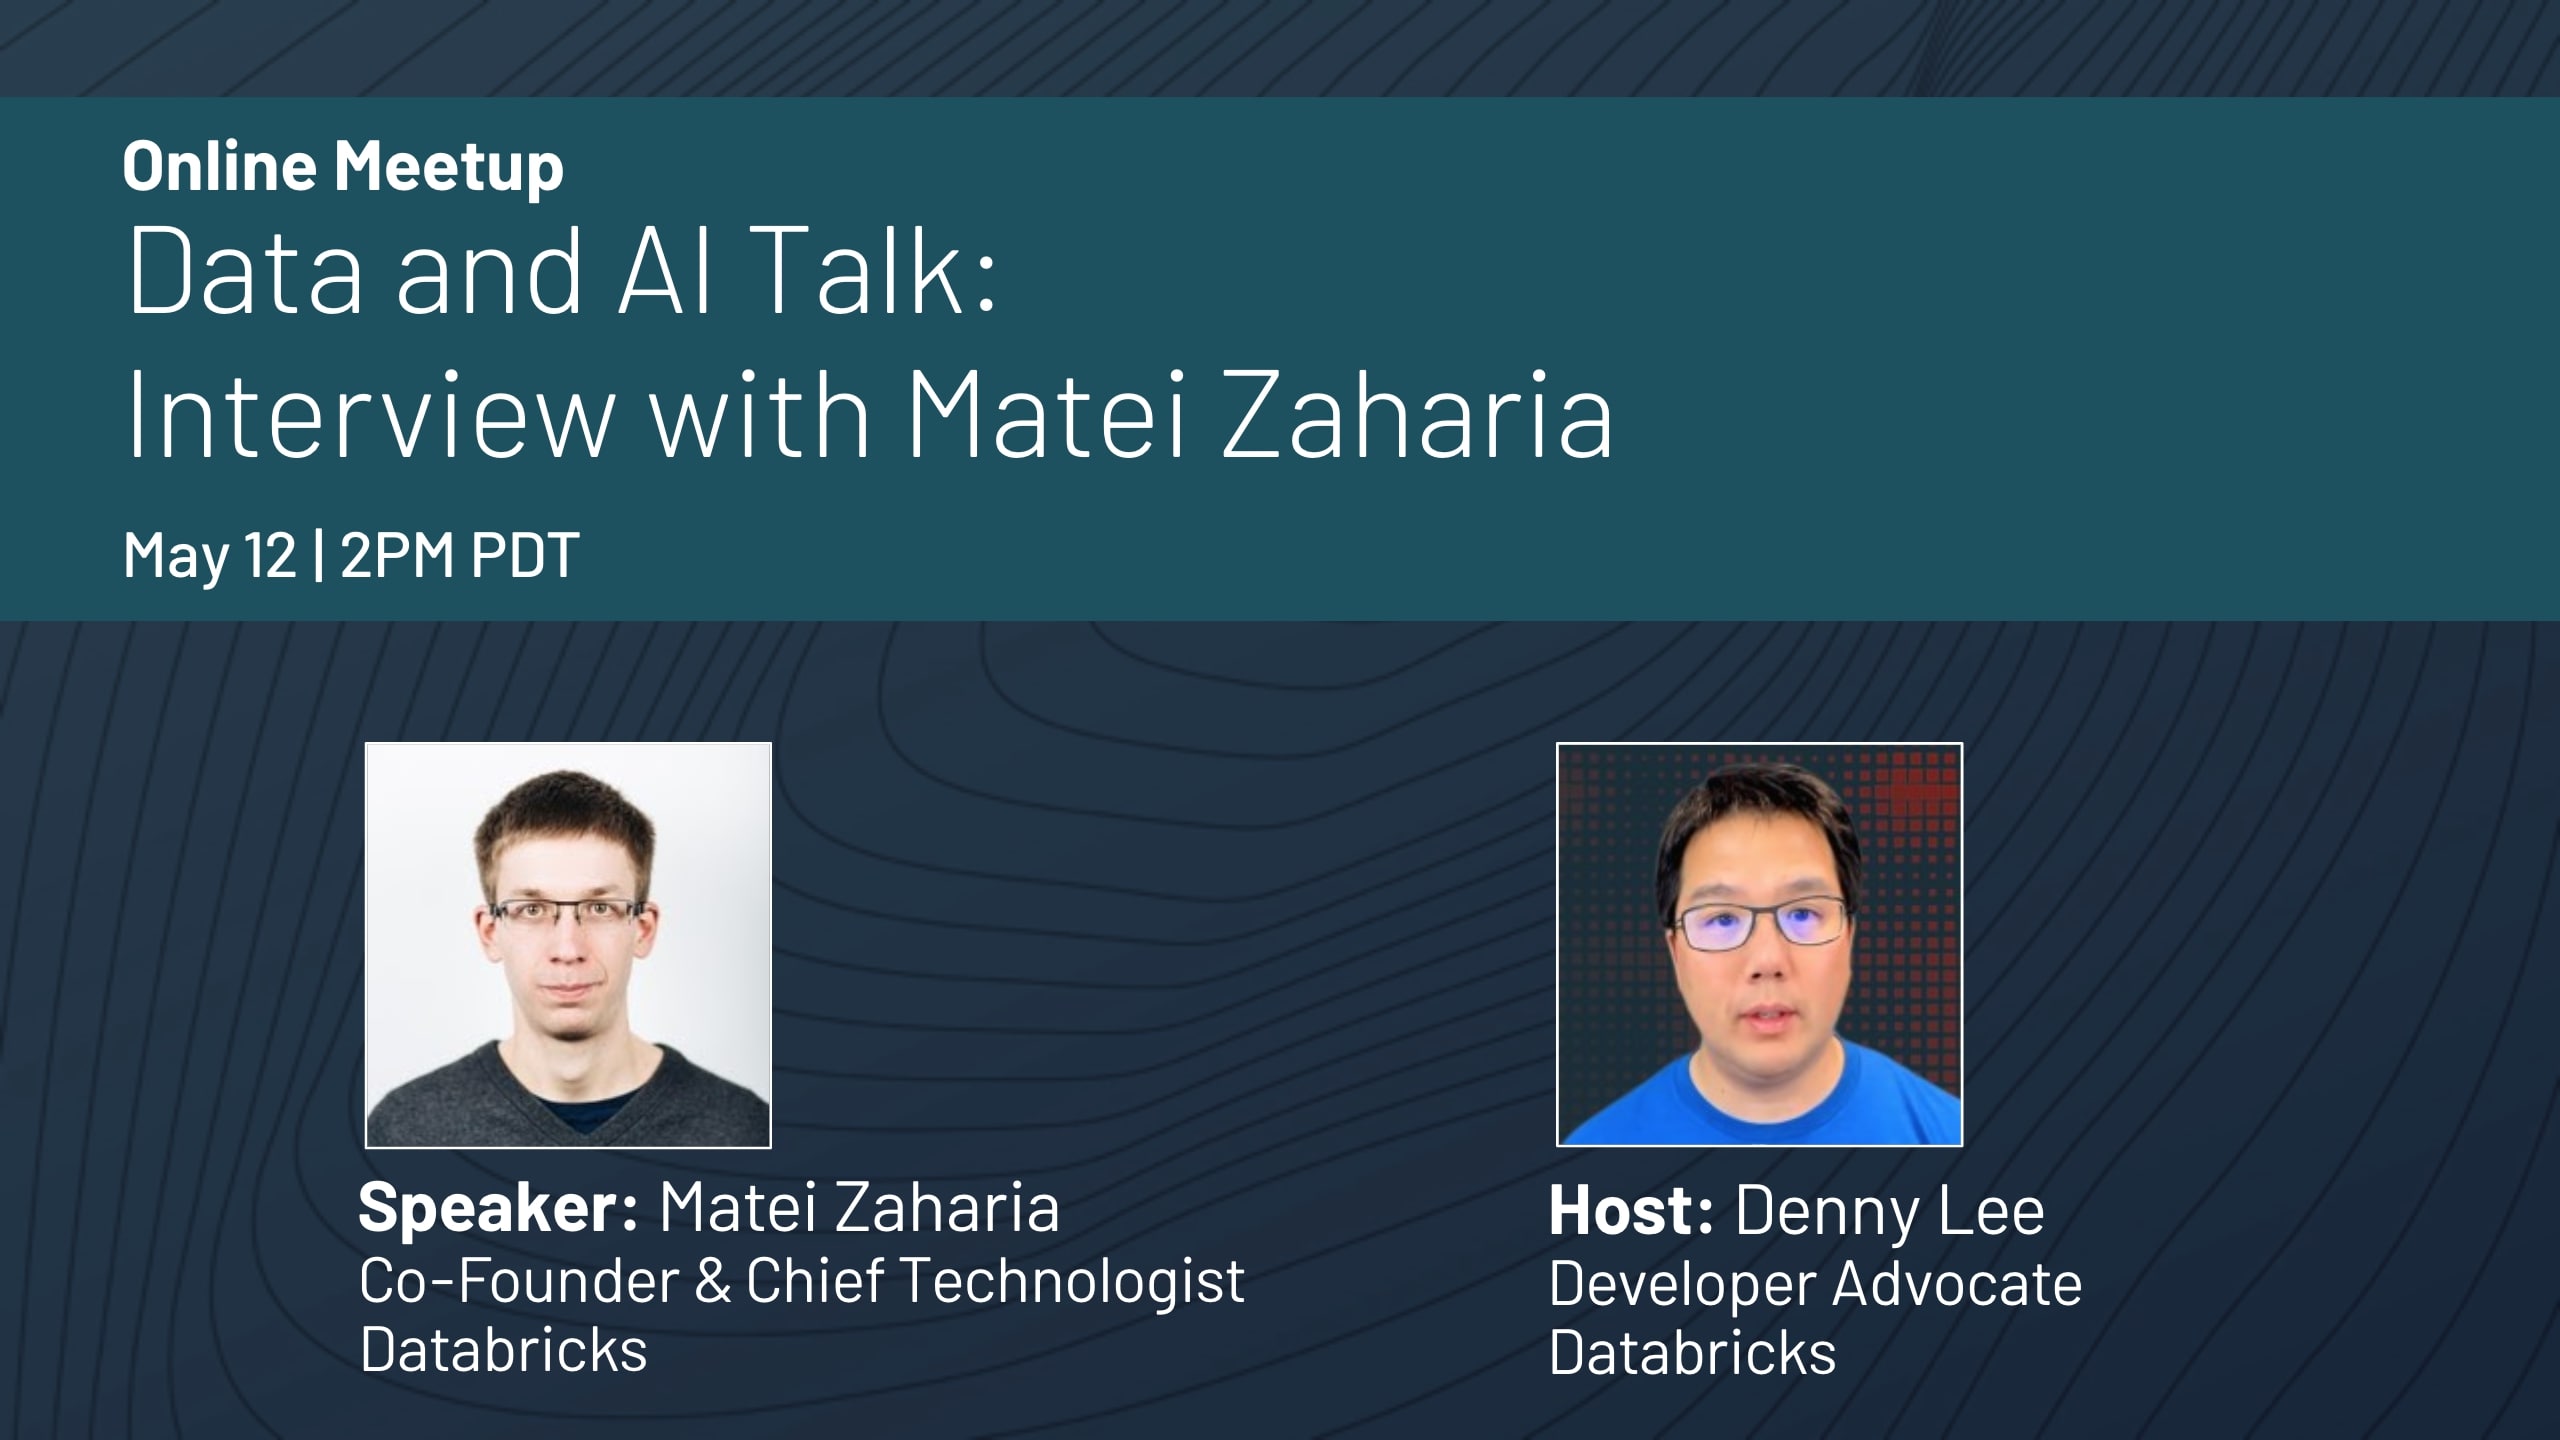 Online Meetup
Data and AI Talk:
Interview with Matei Zaharia
May 12 | 2PM PDT
Speaker: Matei Zaharia
Co-Founder & Chief Technologist
Databricks
Host: Denny Lee
Developer Advocate
Databricks